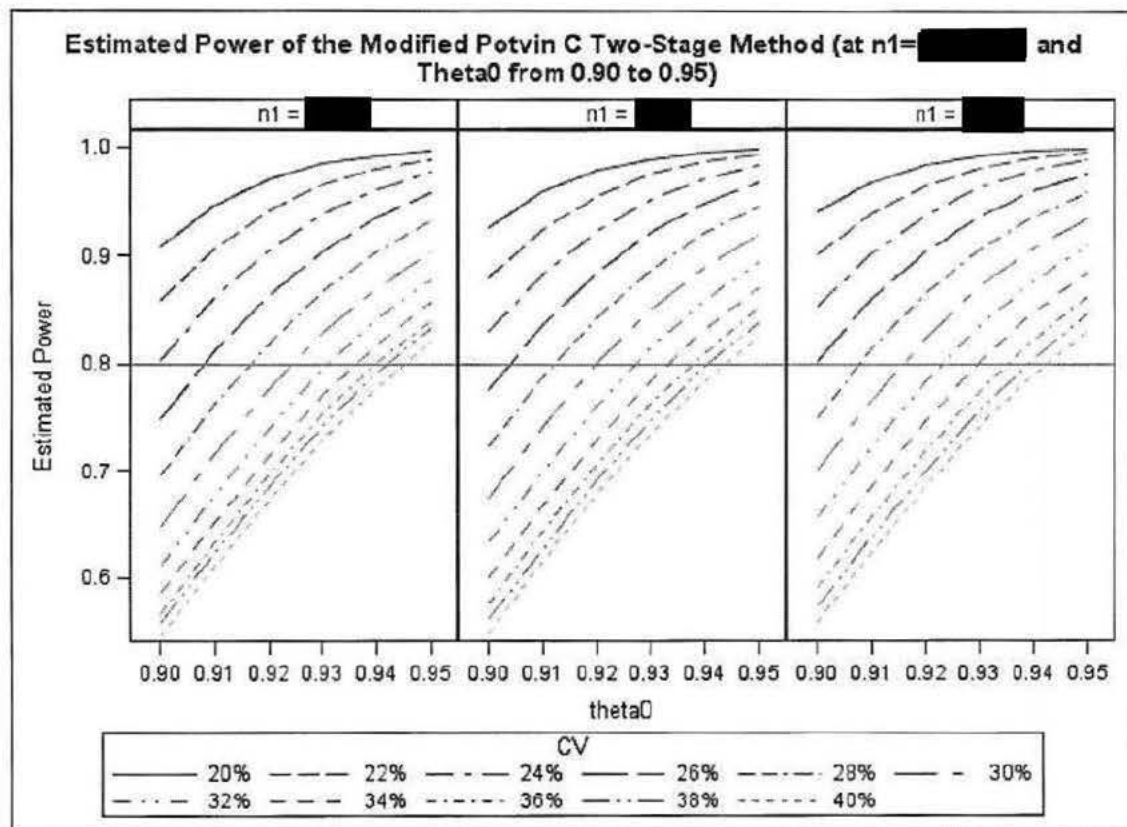 Estimated Power of the Modified Potvin C Two-Stage Method (at n1= and
Theta0 from 0.90 to 0.95)
n1 = n1 = n1 =
1.0
0.9
0.8
0.7
0.6
Estimated Power
0.90 0.91 0.92 0.93 0.94 0.95 0.90 0.91 0.92 0.93 0.94 0.95 0.90 0.91 0.92 0.93 0.94 0.95
theta0
CV
20% 22% 24% 26% 28% 30%
32% 34% 36% 38% 40%